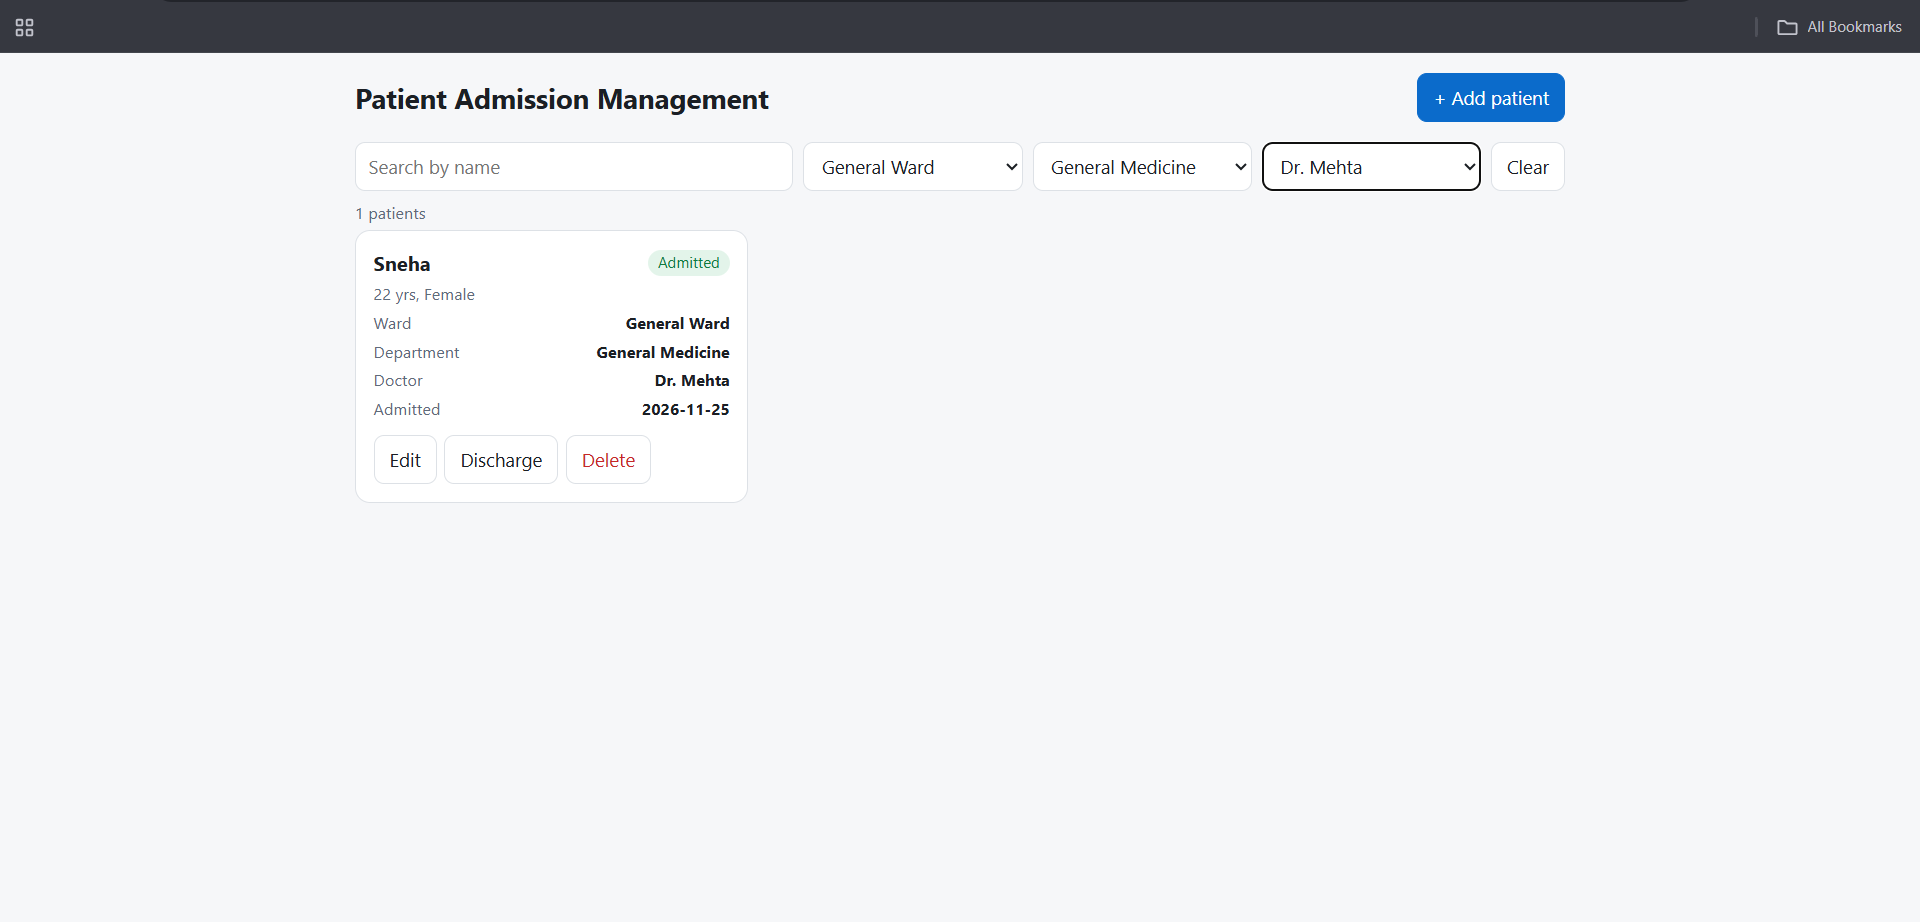 All Bookmarks
Patient Admission Management
+ Add patient
Search by name
General Ward
General Medicine
Dr. Mehta
Clear
1 patients
Sneha
Admitted
22 yrs, Female
Ward General Ward
Department General Medicine
Doctor Dr. Mehta
Admitted 2026-11-25
Edit
Discharge
Delete